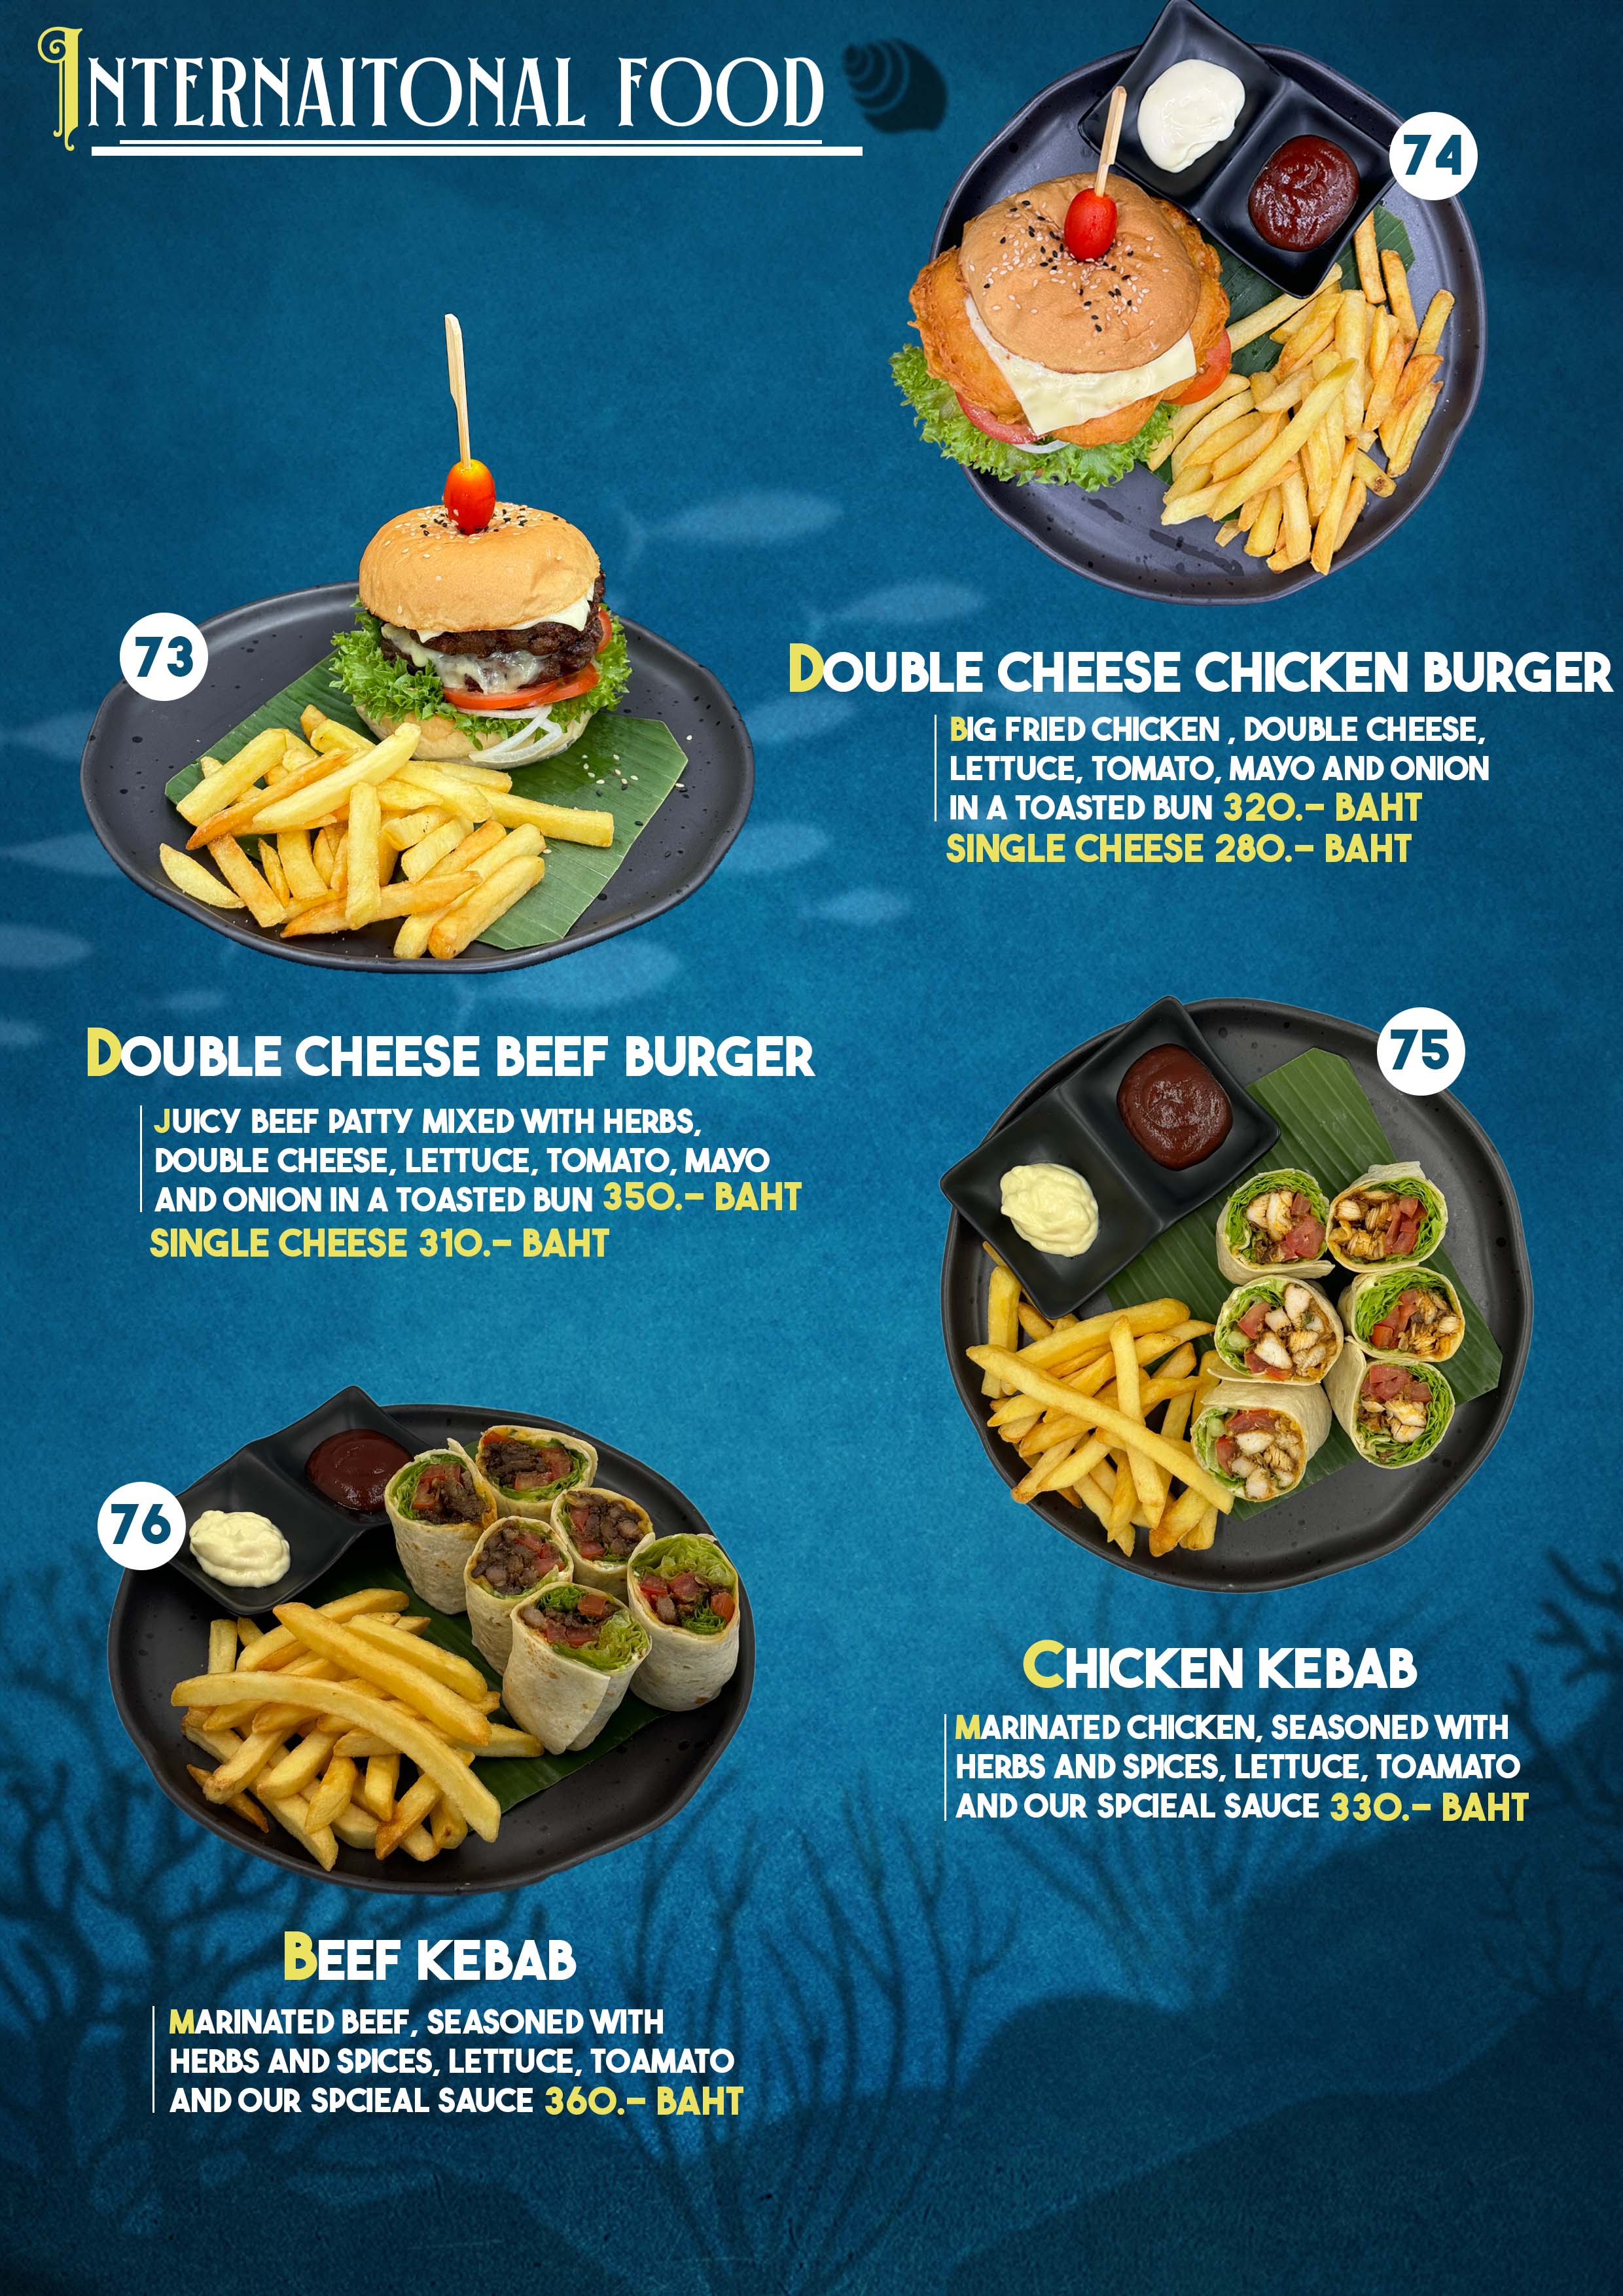 INTERNAITONAL FOOD
74
73
DOUBLE CHEESE CHICKEN BURGER
BIG FRIED CHICKEN , DOUBLE CHEESE,
LETTUCE, TOMATO, MAYO AND ONION
IN A TOASTED BUN 320.- BAHT
SINGLE CHEESE 280.- BAHT
DOUBLE CHEESE BEEF BURGER
JUICY BEEF PATTY MIXED WITH HERBS,
DOUBLE CHEESE, LETTUCE, TOMATO, MAYO
AND ONION IN A TOASTED BUN 350.- BAHT
SINGLE CHEESE 310.- BAHT
75
76
CHICKEN KEBAB
MARINATED CHICKEN, SEASONED WITH
HERBS AND SPICES, LETTUCE, TOAMATO
AND OUR SPCIEAL SAUCE 330.- BAHT
BEEF KEBAB
MARINATED BEEF, SEASONED WITH
HERBS AND SPICES, LETTUCE, TOAMATO
AND OUR SPCIEAL SAUCE 360.- BAHT